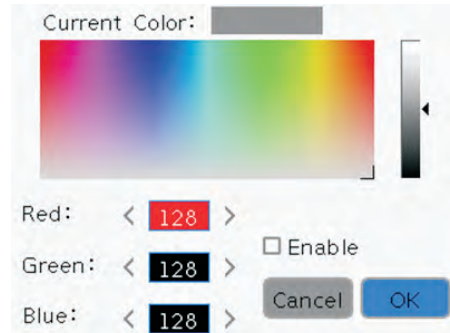 Current Color:
Red: < 128 >
Green: < 128 >
Enable
Blue: < 128 >
Cancel OK